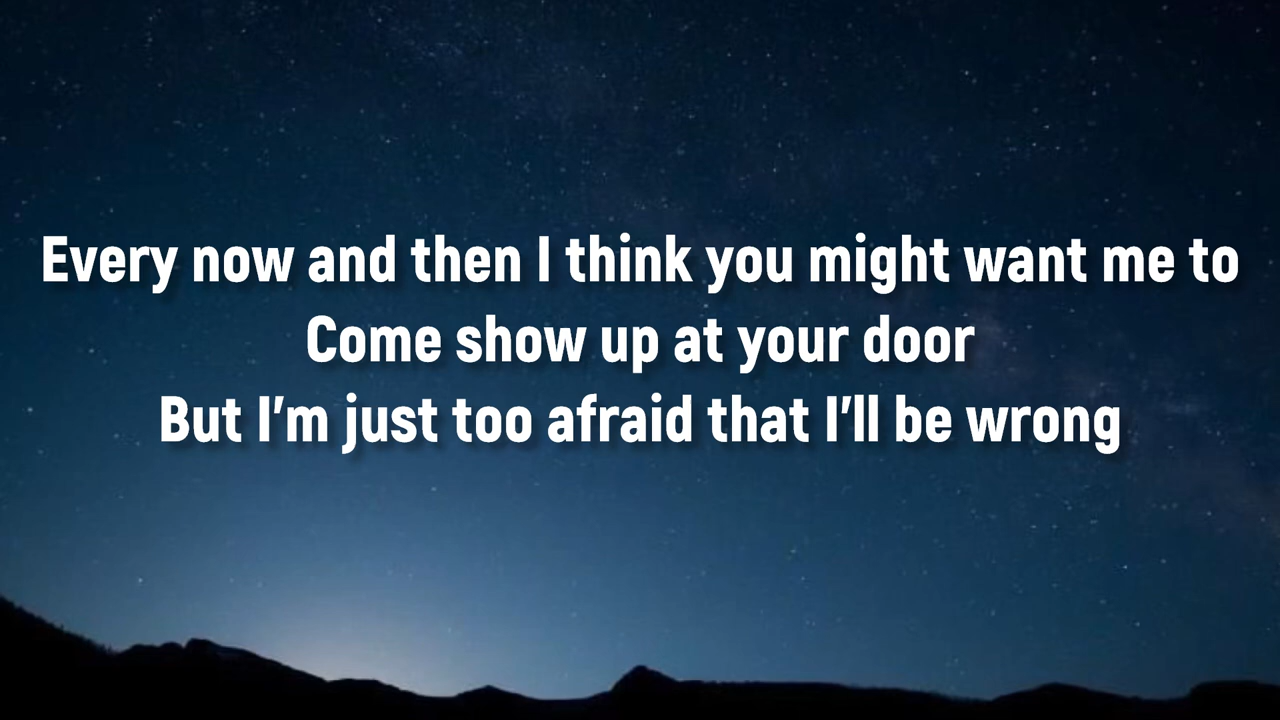 Every now and then I think you might want me to
Come show up at your door
But I'm just too afraid that I'll be wrong